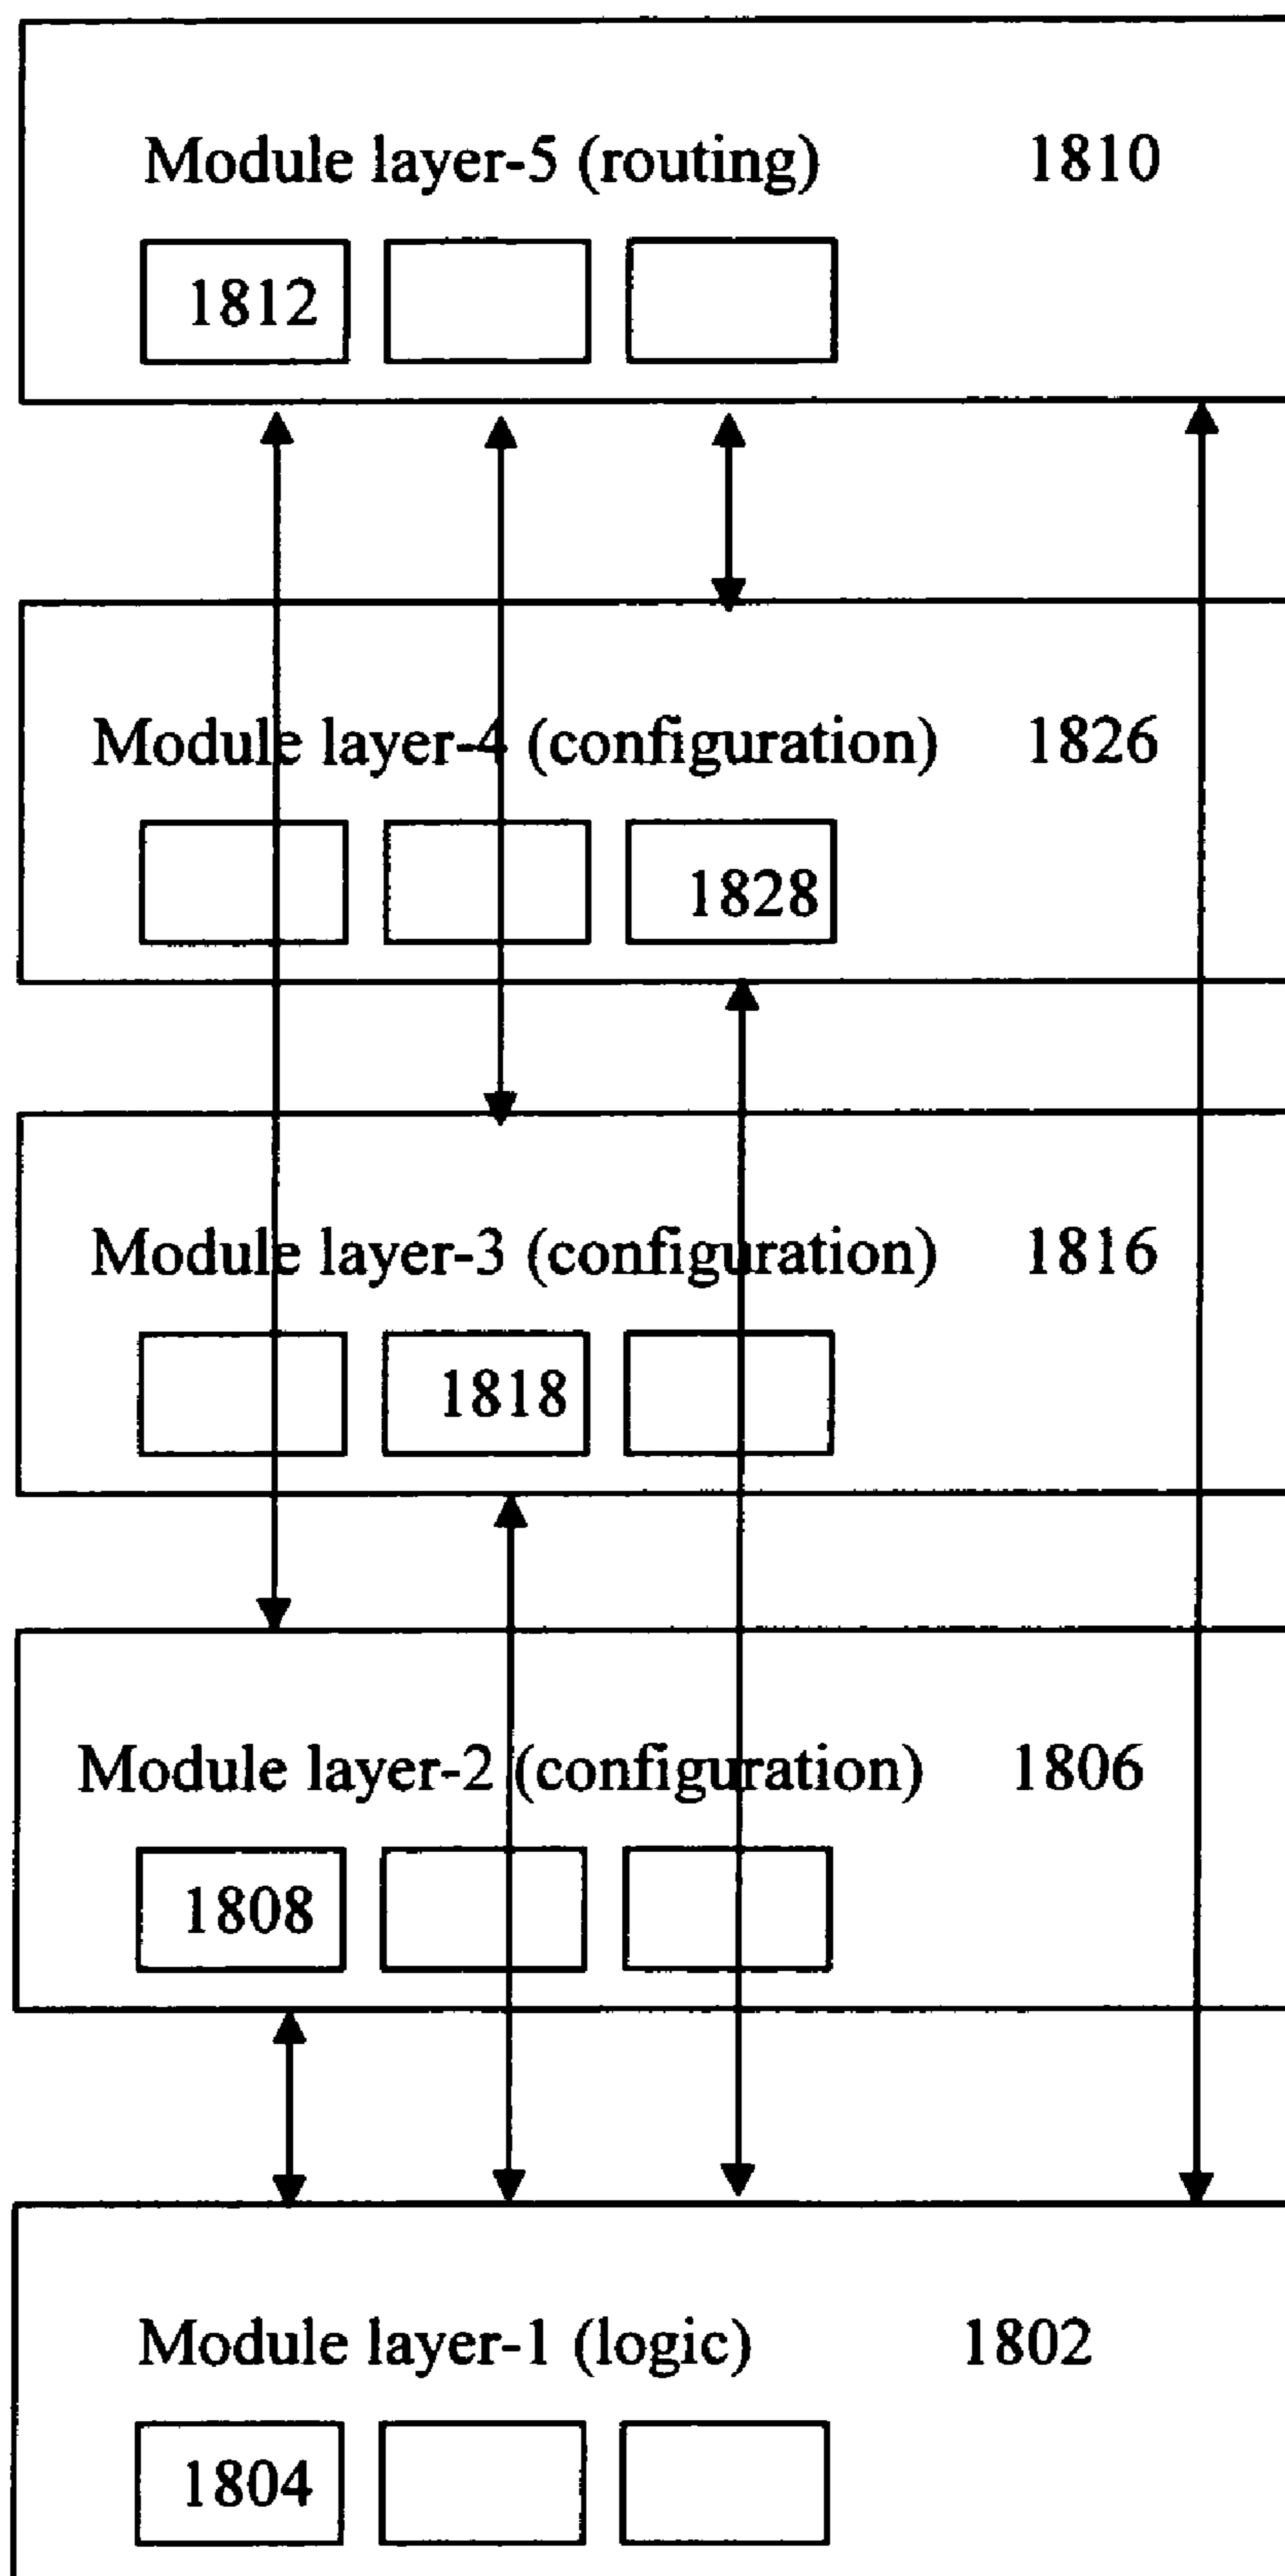 Module layer-5 (routing) 1810
1812
Module layer-4 (configuration) 1826
1828
Module layer-3 (configuration) 1816
1818
Module layer-2 (configuration) 1806
1808
Module layer-1 (logic) 1802
1804